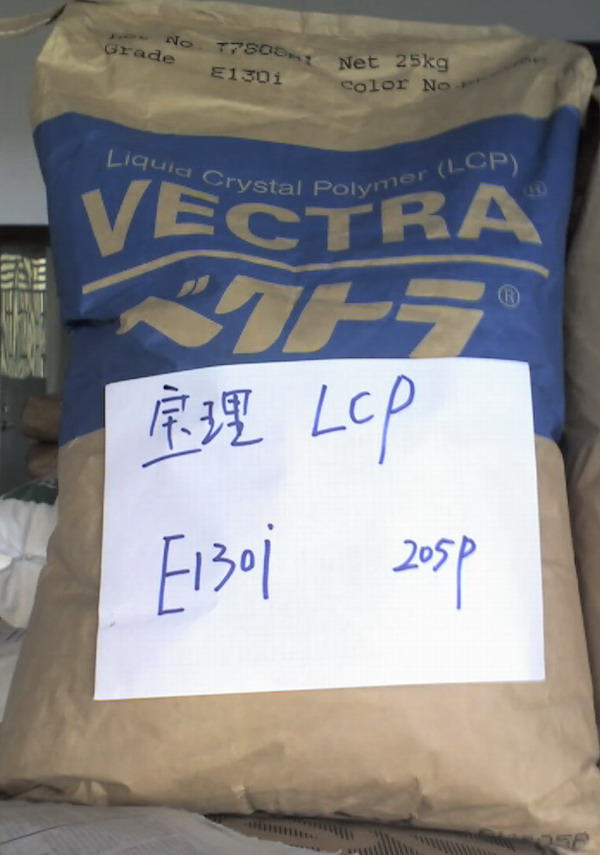 Grade E130i
Net 25kg
Color No.
Liquid Crystal Polymer (LCP)
VECTRA®
ベクトラ®
宝理 LCP
E130i 205P